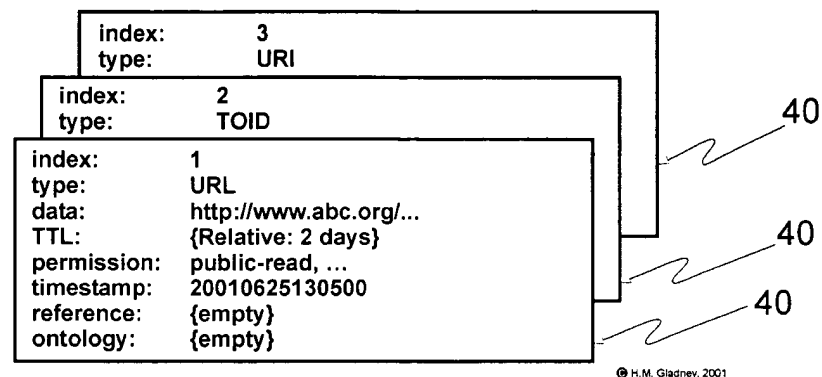 index: 3
type: URI
index: 2
type: TOID
index: 1
type: URL
data: http://www.abc.org/...
TTL: {Relative: 2 days}
permission: public-read, ...
timestamp: 20010625130500
reference: {empty}
ontology: {empty}
40
40
40
© H.M. Gladney, 2001